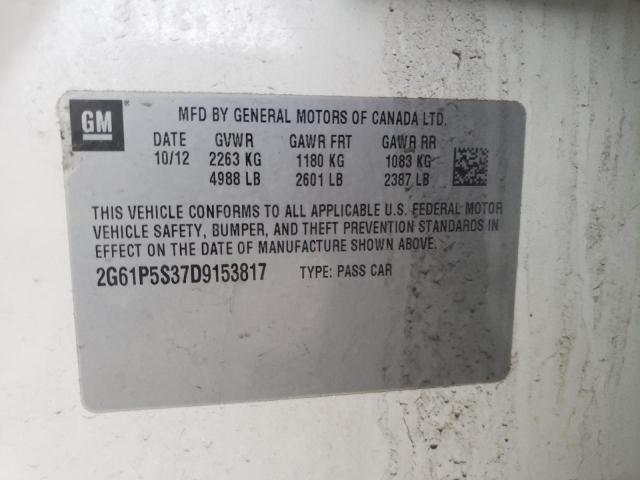 GM
MFD BY GENERAL MOTORS OF CANADA LTD.
DATE GVWR GAWR FRT GAWR RR
10/12 2263 KG 1180 KG 1083 KG
4988 LB 2601 LB 2387 LB
THIS VEHICLE CONFORMS TO ALL APPLICABLE U.S. FEDERAL MOTOR
VEHICLE SAFETY, BUMPER, AND THEFT PREVENTION STANDARDS IN
EFFECT ON THE DATE OF MANUFACTURE SHOWN ABOVE.
2G61P5S37D9153817 TYPE: PASS CAR